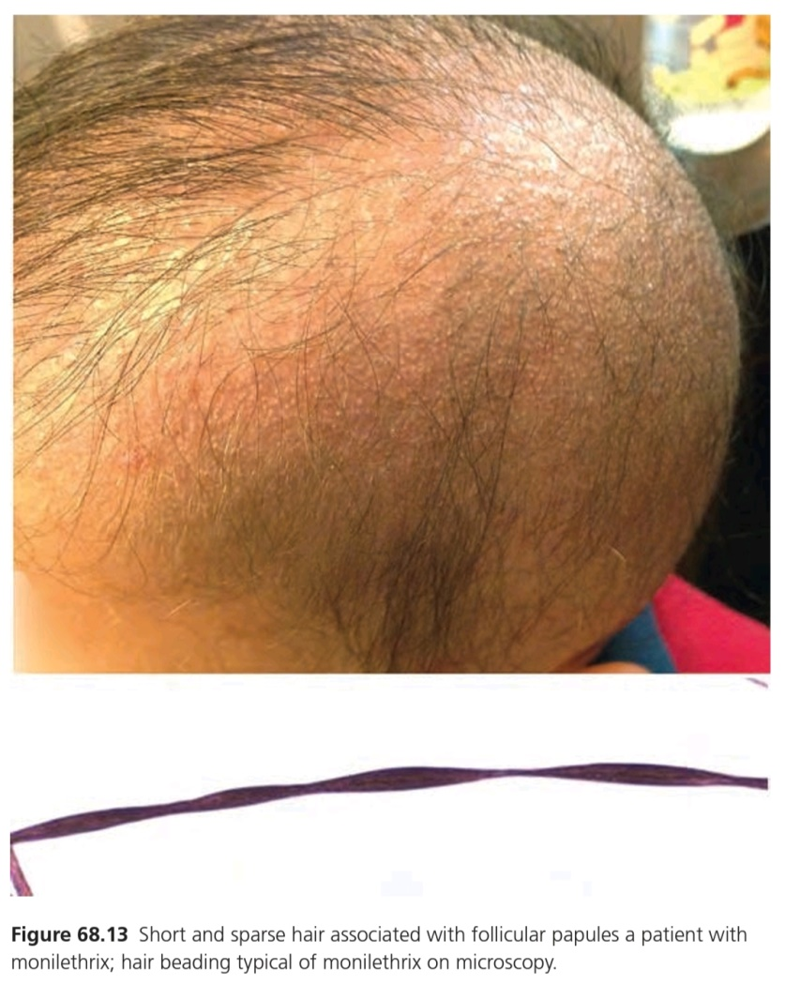 Figure 68.13 Short and sparse hair associated with follicular papules a patient with
monilethrix; hair beading typical of monilethrix on microscopy.